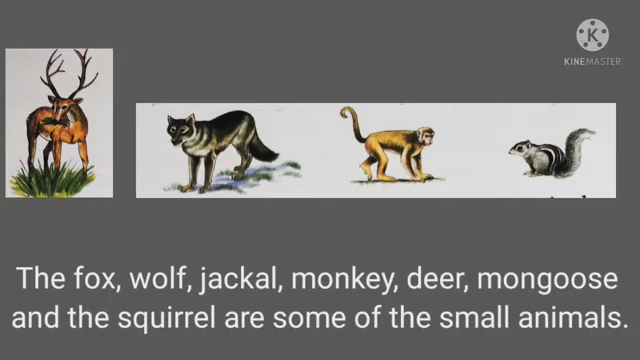 K
KINEMASTER
The fox, wolf, jackal, monkey, deer, mongoose
and the squirrel are some of the small animals.